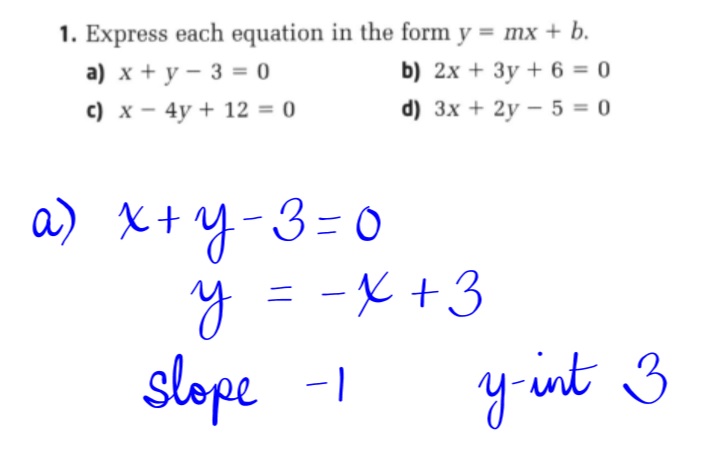 1. Express each equation in the form y = mx + b.
a) x + y − 3 = 0 b) 2x + 3y + 6 = 0
c) x − 4y + 12 = 0 d) 3x + 2y − 5 = 0
a) x+y-3=0
y = -x+3
slope -1 y-int 3